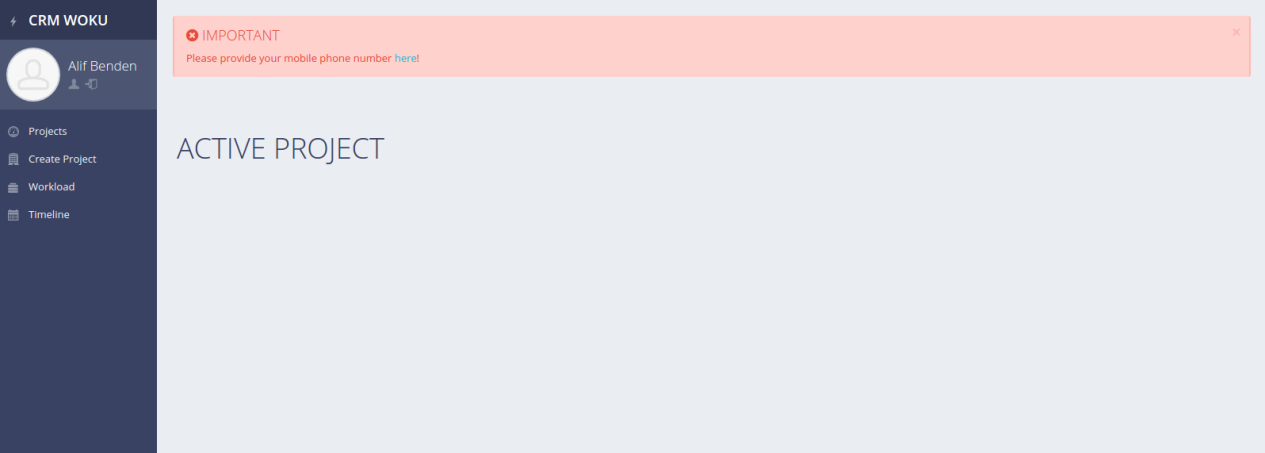 CRM WOKU
Alif Benden
Projects
Create Project
Workload
Timeline
IMPORTANT
×
Please provide your mobile phone number here!
ACTIVE PROJECT